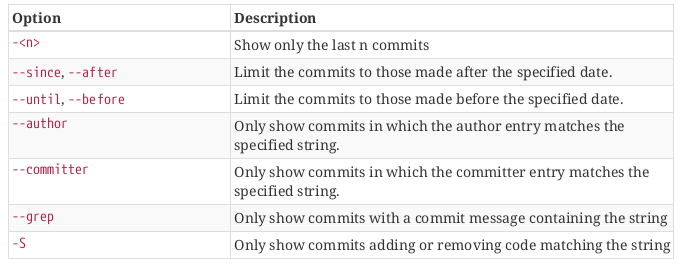 Option Description
-<n> Show only the last n commits
--since, --after Limit the commits to those made after the specified date.
--until, --before Limit the commits to those made before the specified date.
--author Only show commits in which the author entry matches the
specified string.
--committer Only show commits in which the committer entry matches the
specified string.
--grep Only show commits with a commit message containing the string
-S Only show commits adding or removing code matching the string